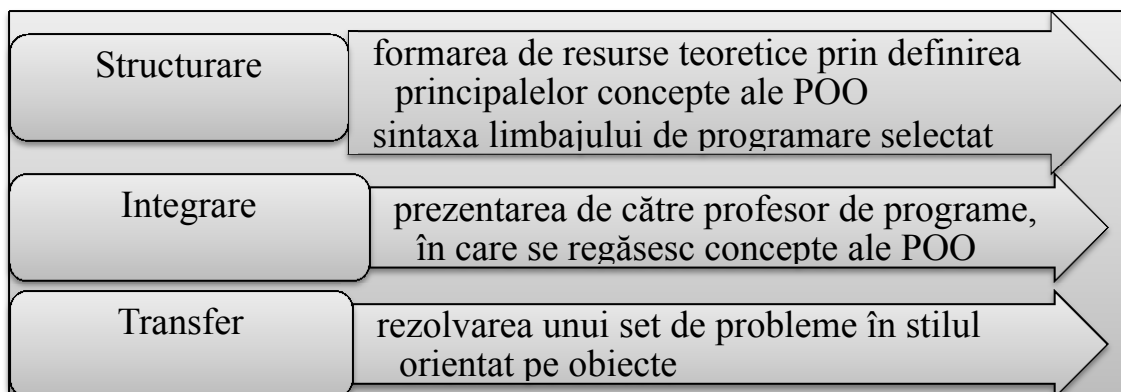 Structurare
formarea de resurse teoretice prin definirea
principalelor concepte ale POO
sintaxa limbajului de programare selectat
Integrare
prezentarea de către profesor de programe,
în care se regăsesc concepte ale POO
Transfer
rezolvarea unui set de probleme în stilul
orientat pe obiecte